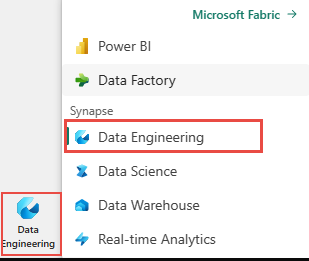 Microsoft Fabric →
Power BI
Data Factory
Synapse
Data Engineering
Data Science
Data Warehouse
Real-time Analytics
Data
Engineering